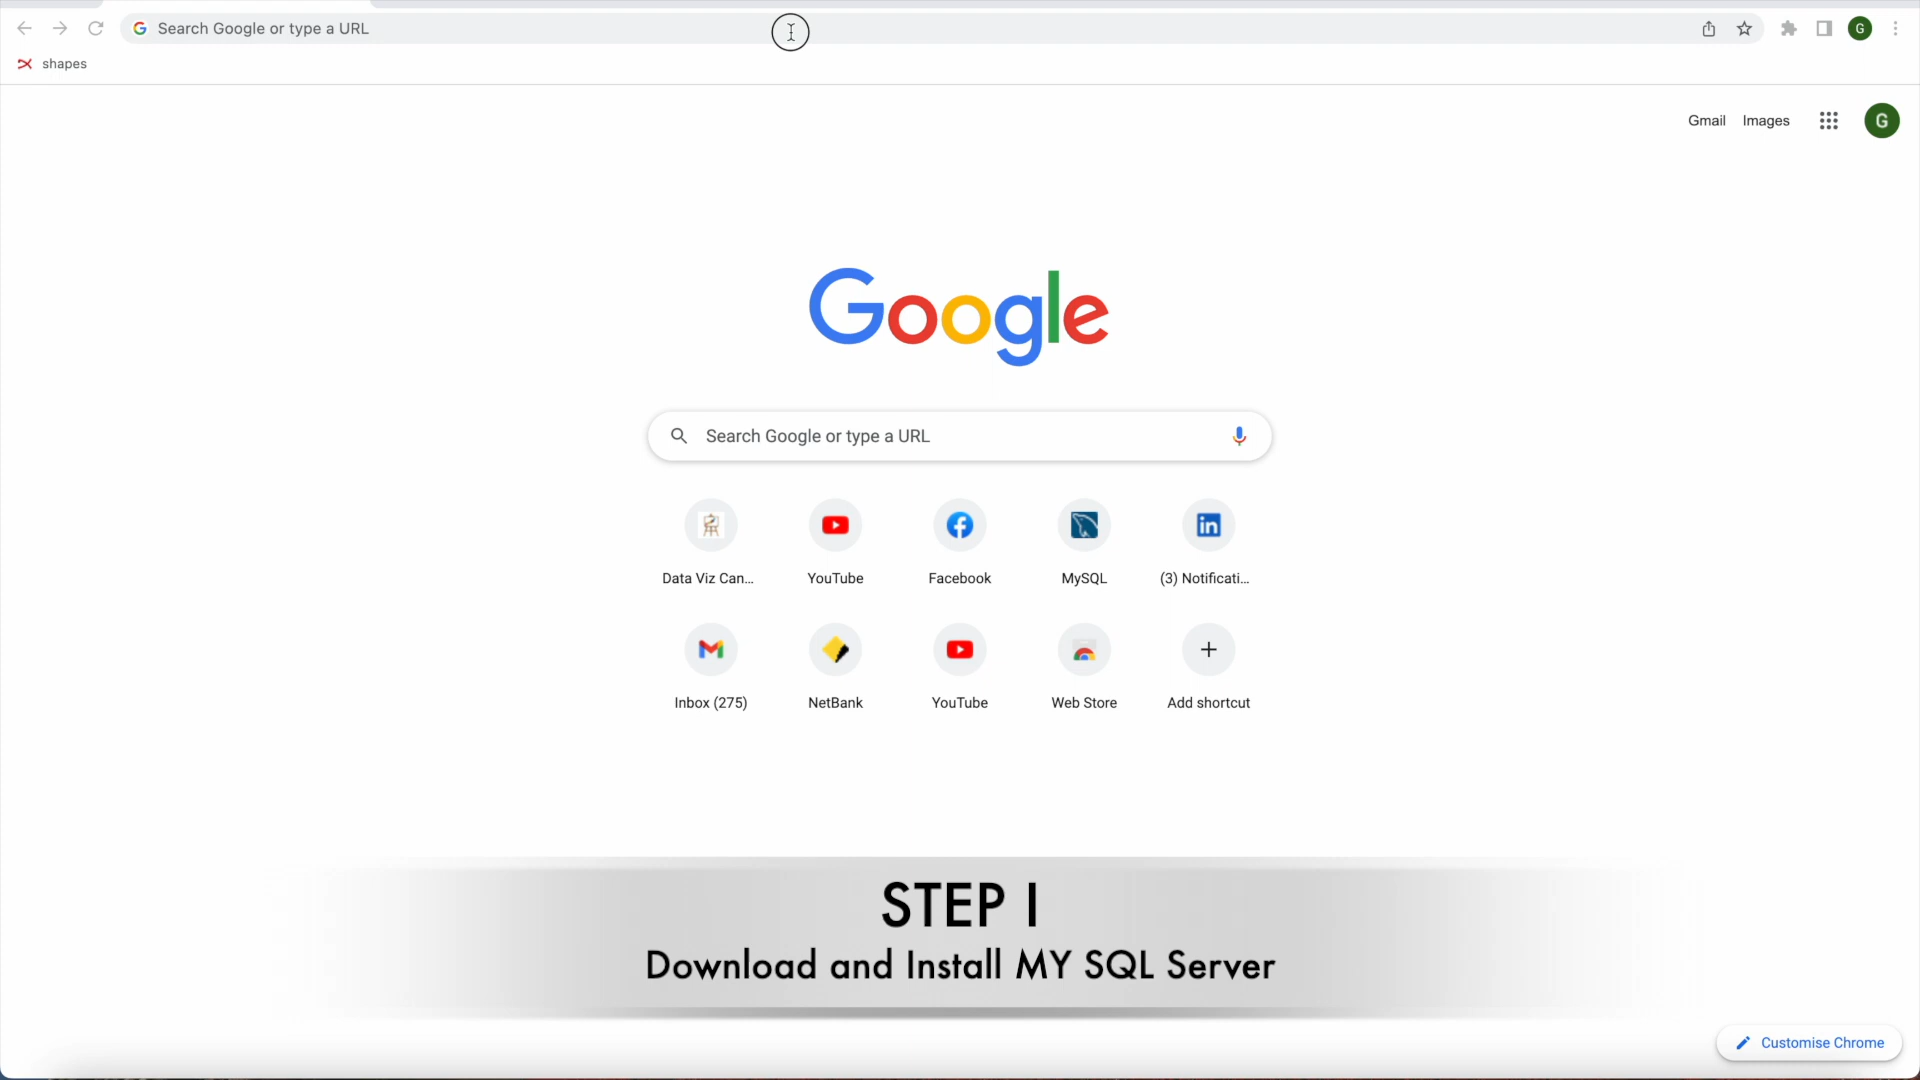 Search Google or type a URL
G
shapes
Gmail Images
G
Google
Search Google or type a URL
Data Viz Can... YouTube Facebook MySQL (3) Notificati...
Inbox (275) NetBank YouTube Web Store Add shortcut
STEP I
Download and Install MY SQL Server
Customise Chrome